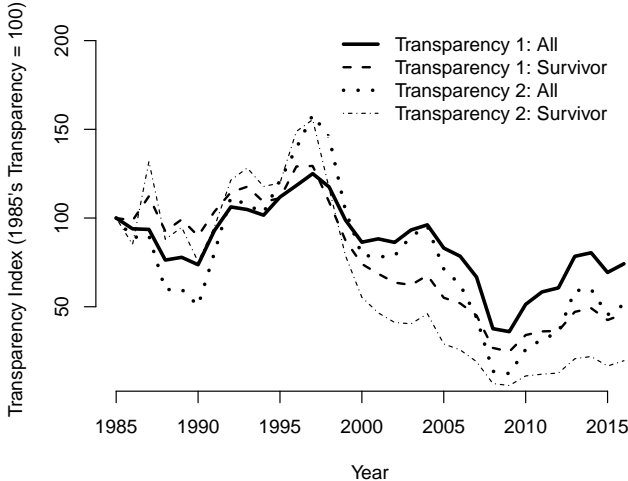 Transparency Index (1985's Transparency = 100)
200
150
100
50
Transparency 1: All
Transparency 1: Survivor
Transparency 2: All
Transparency 2: Survivor
1985 1990 1995 2000 2005 2010 2015
Year